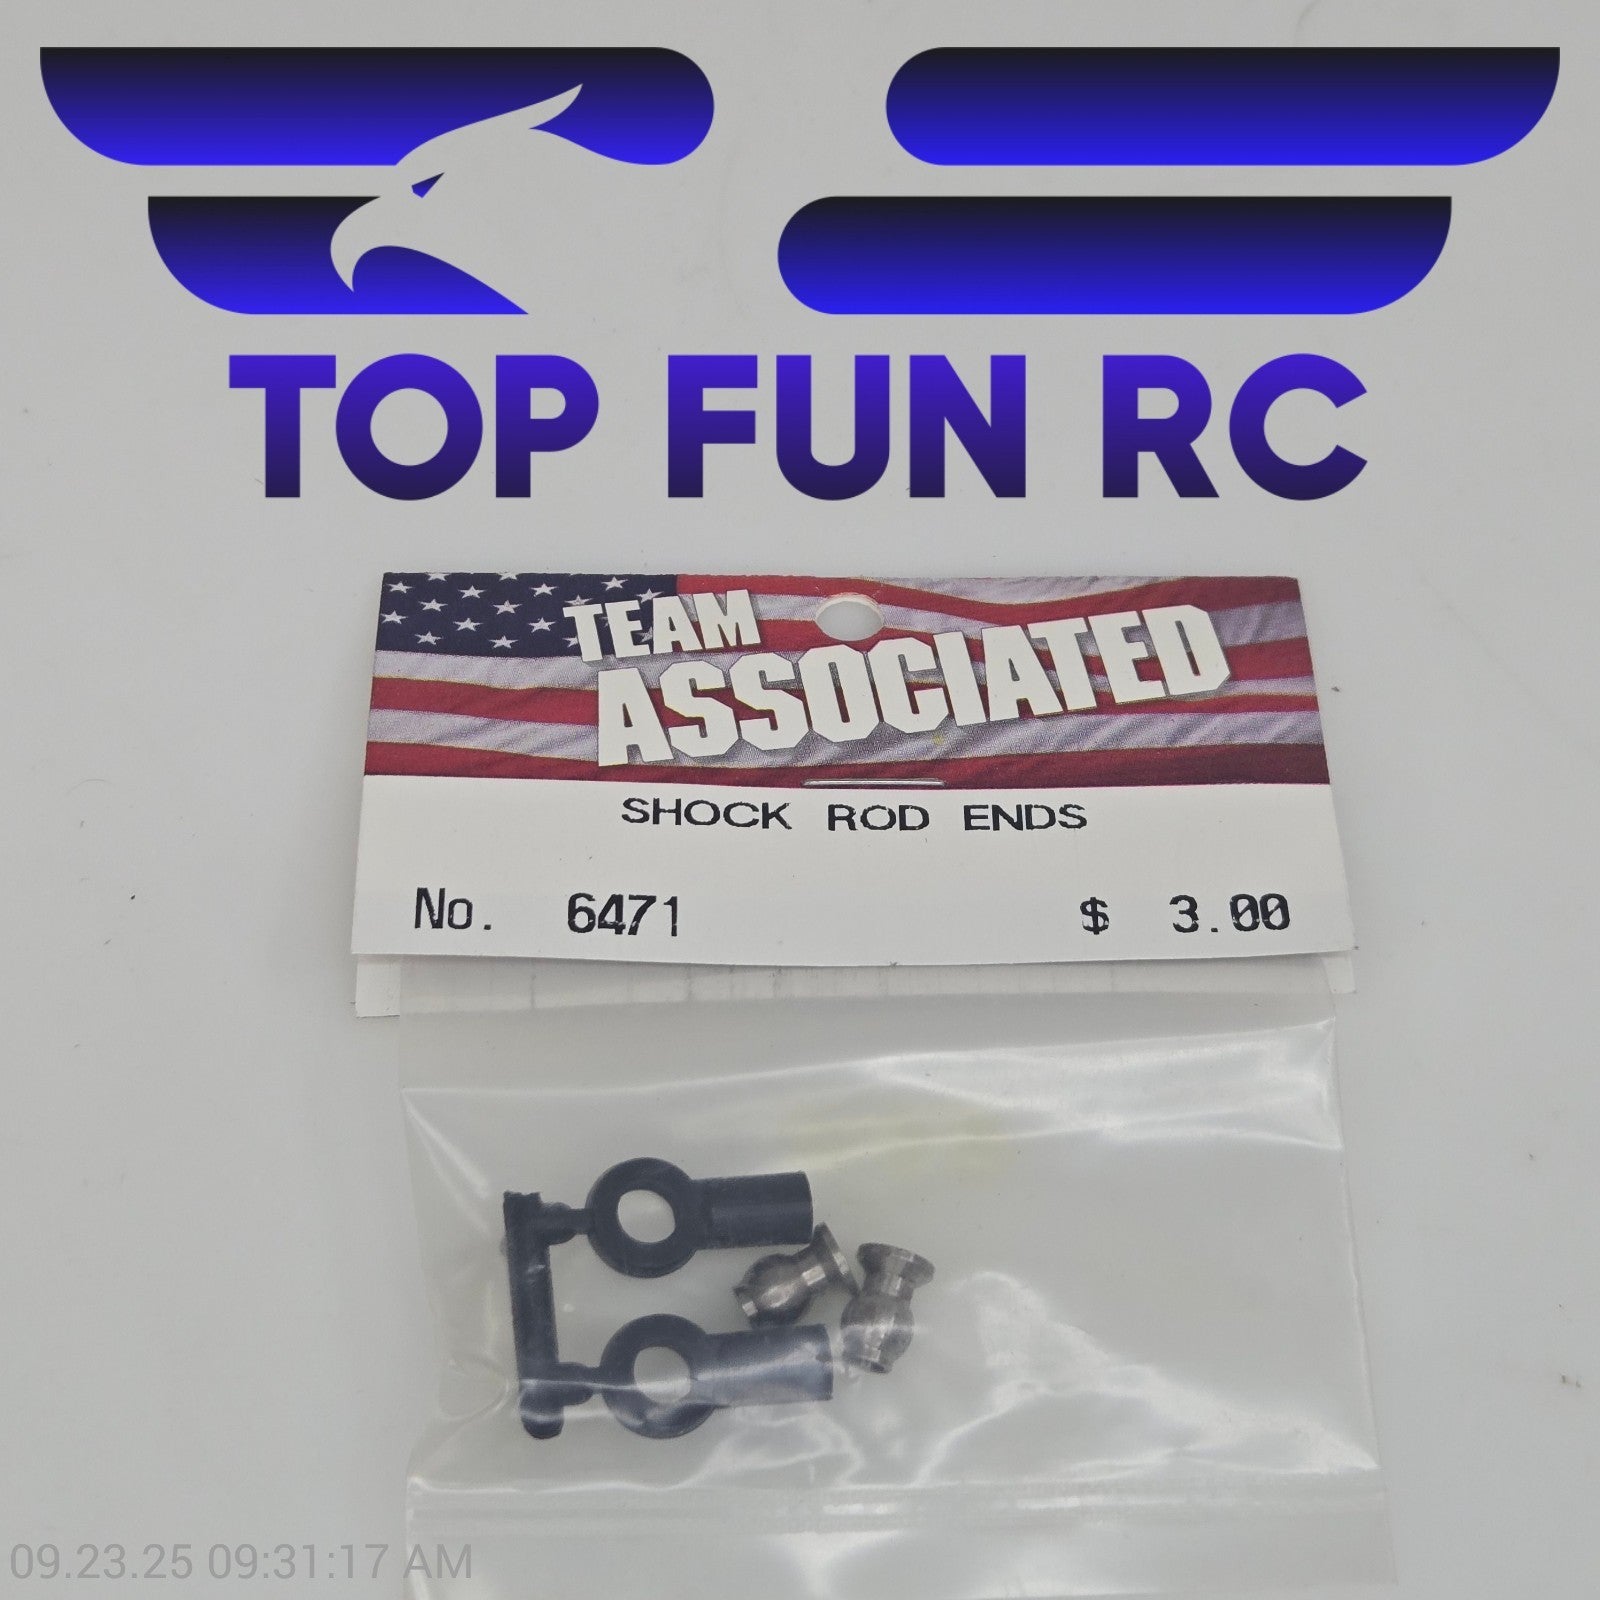 TOP FUN RC
TEAM
ASSOCIATED
SHOCK ROD ENDS
No. 6471 $ 3.00
09.23.25 09:31:17 AM